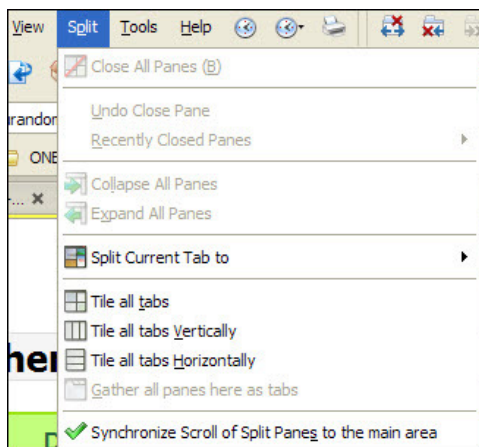 View Split Tools Help
Close All Panes (B)
urandor
Undo Close Pane
Recently Closed Panes
ONE
-...
Collapse All Panes
Expand All Panes
Split Current Tab to
Tile all tabs
Tile all tabs Vertically
her
Tile all tabs Horizontally
Gather all panes here as tabs
D
Synchronize Scroll of Split Panes to the main area